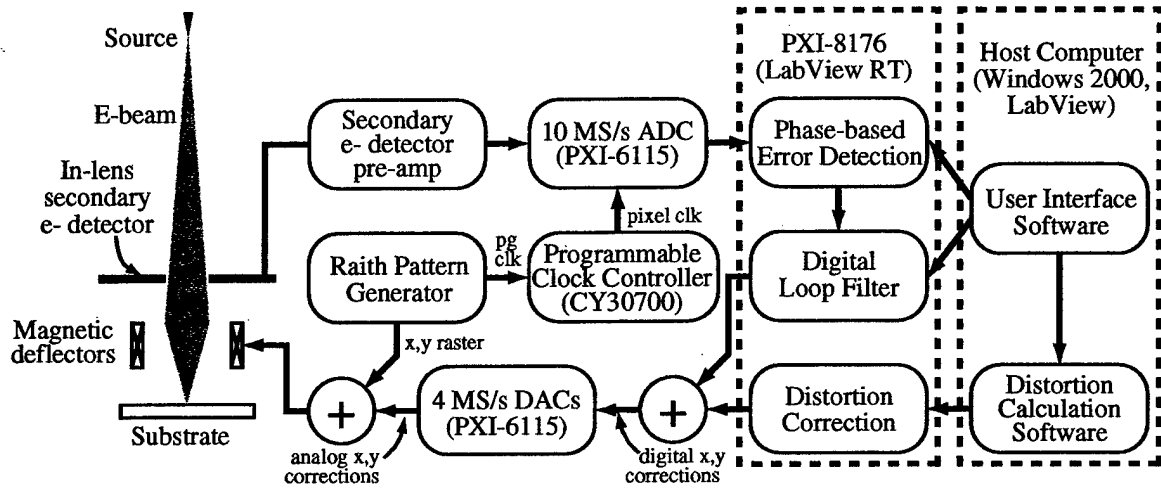 Source
E-beam
In-lens
secondary
e- detector
Magnetic
deflectors
Substrate
Secondary
e- detector
pre-amp
10 MS/s ADC
(PXI-6115)
pixel clk
Raith Pattern
Generator
pg
clk
Programmable
Clock Controller
(CY30700)
x,y raster
+
analog x,y
corrections
4 MS/s DACs
(PXI-6115)
+
digital x,y
corrections
PXI-8176
(LabView RT)
Phase-based
Error Detection
Digital
Loop Filter
Distortion
Correction
Host Computer
(Windows 2000,
LabView)
User Interface
Software
Distortion
Calculation
Software